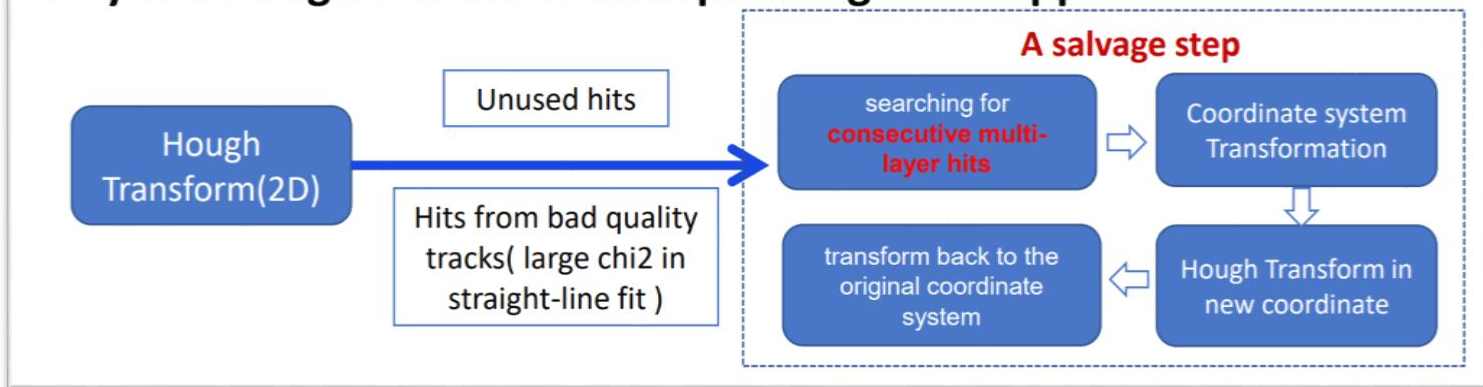 A salvage step
Unused hits
Hough
Transform(2D)
Hits from bad quality
tracks( large chi2 in
straight-line fit )
searching for
consecutive multi-
layer hits
Coordinate system
Transformation
Hough Transform in
new coordinate
transform back to the
original coordinate
system